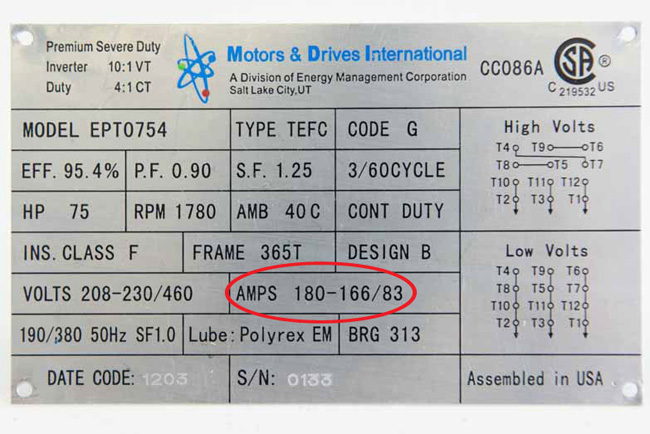 Premium Severe Duty
Inverter 10:1 VT
Duty 4:1 CT
Motors & Drives International
A Division of Energy Management Corporation
Salt Lake City, UT
CC086A
CSA ®
C 219532 US
MODEL EPT0754
TYPE TEFC
CODE G
EFF. 95.4%
P.F. 0.90
S.F. 1.25
3/60CYCLE
HP 75
RPM 1780
AMB 40C
CONT DUTY
INS. CLASS F
FRAME 365T
DESIGN B
VOLTS 208-230/460
AMPS 180-166/83
190/380 50Hz SF1.0
Lube: Polyrex EM
BRG 313
DATE CODE: 1203
S/N: 0133
High Volts
T4 T9 T6
T8 T5 T7
T10 T11 T12
T2 T3 T1
Low Volts
T4 T9 T6
T8 T5 T7
T10 T11 T12
T2 T3 T1
Assembled in USA